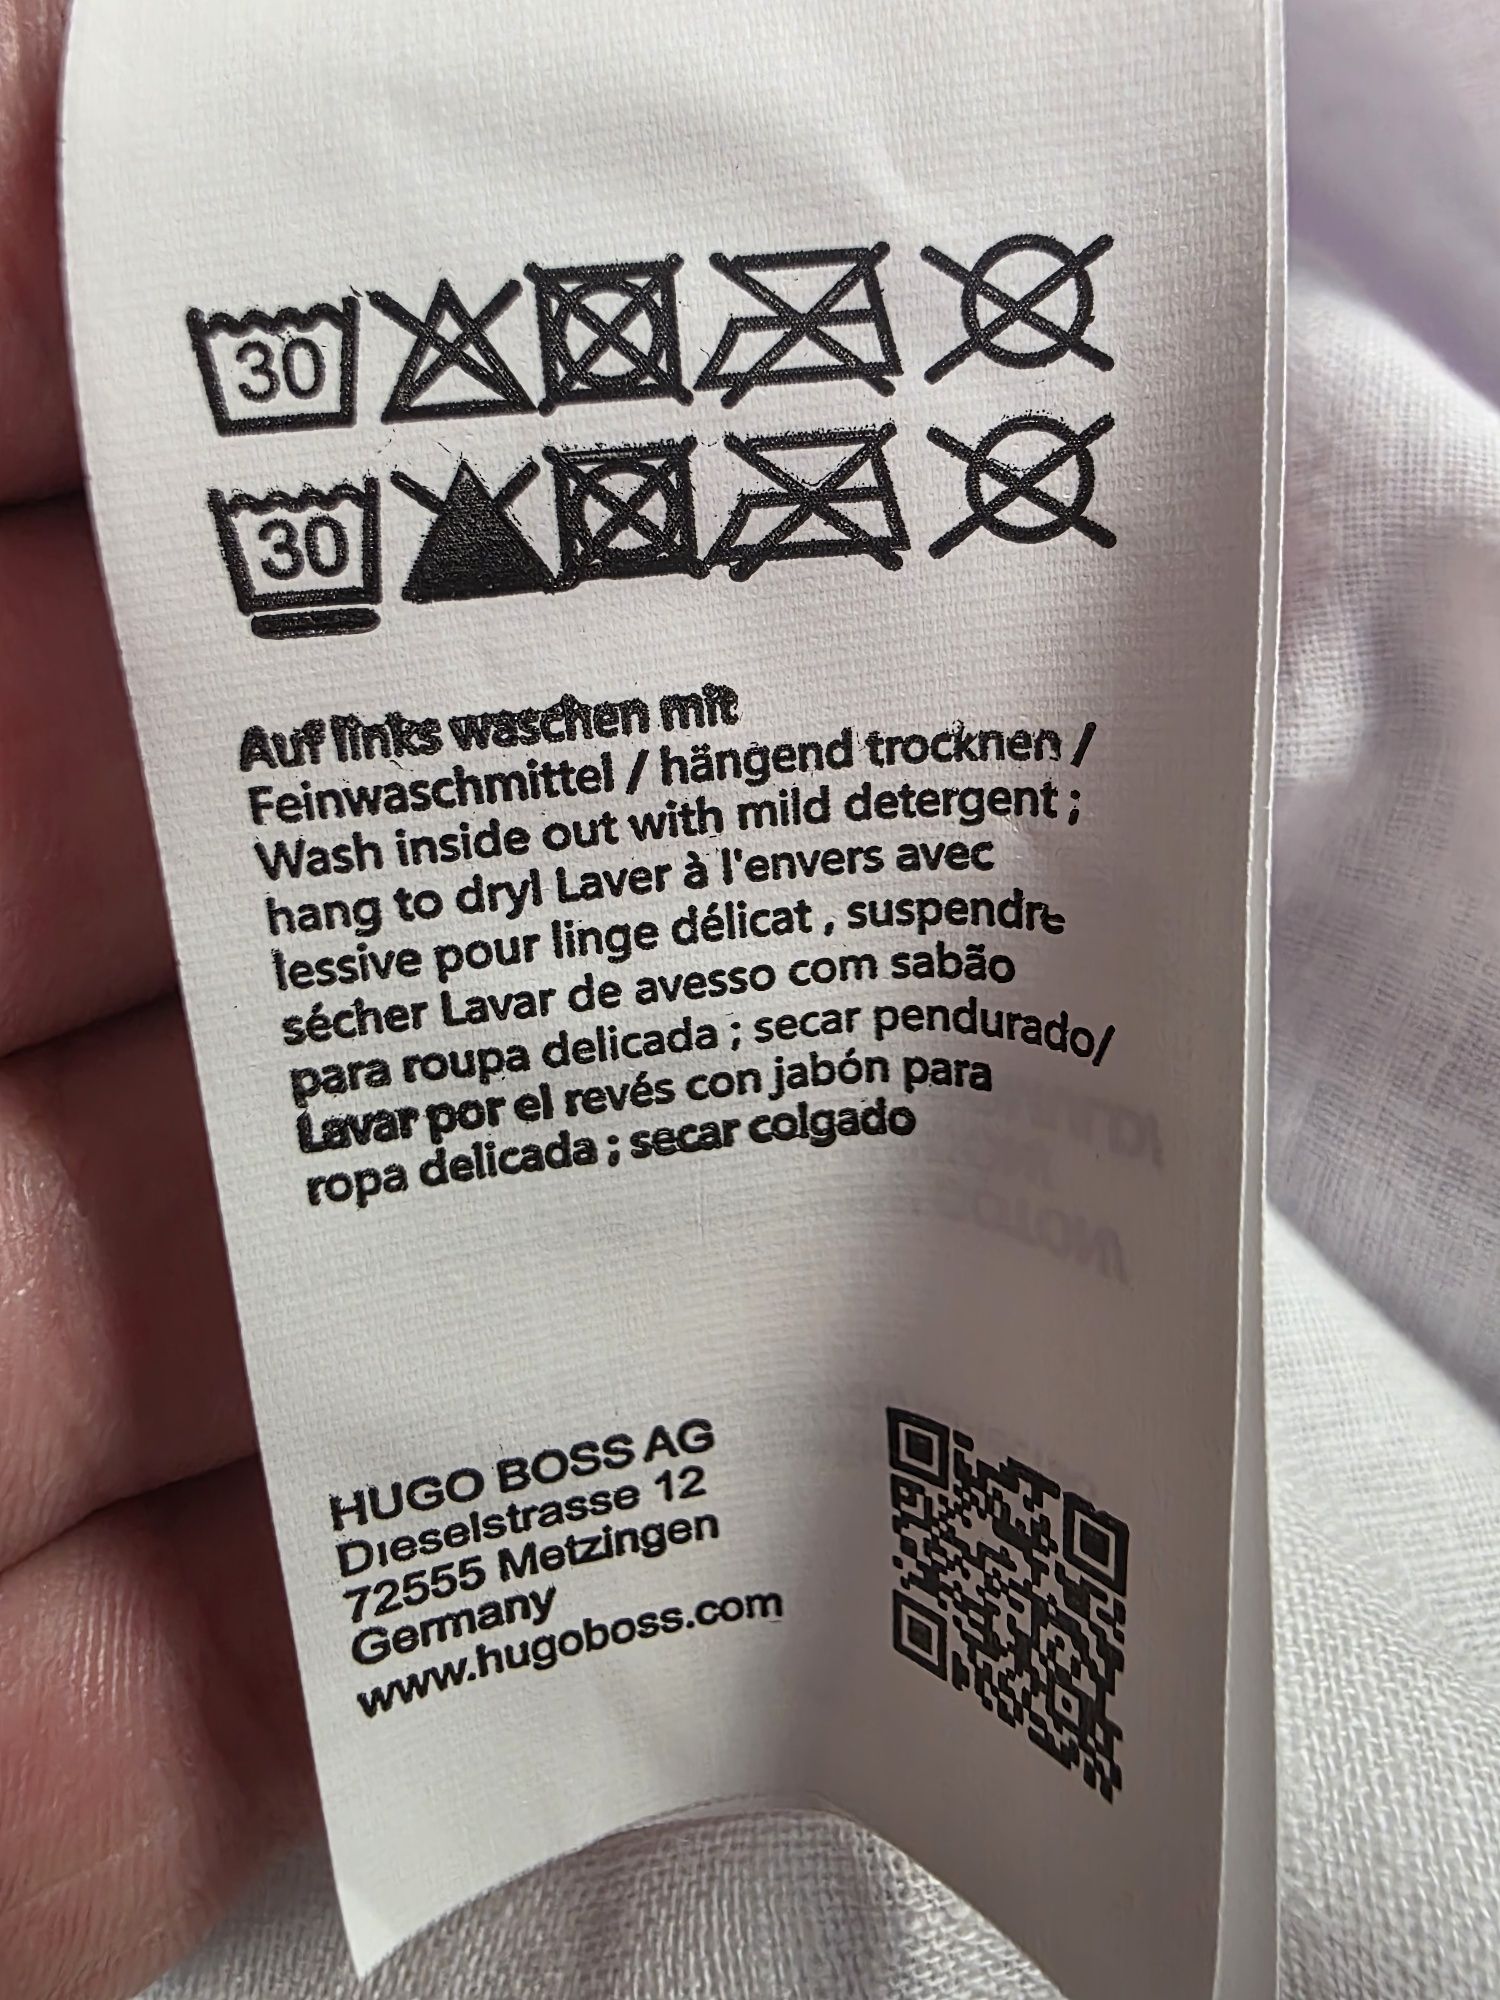 30
30
Auf links waschen mit
Feinwaschmittel / hängend trocknen /
Wash inside out with mild detergent ;
hang to dryl Laver à l'envers avec
lessive pour linge délicat , suspendre
sécher Lavar de avesso com sabão
para roupa delicada ; secar pendurado/
Lavar por el revés con jabón para
ropa delicada ; secar colgado
HUGO BOSS AG
Dieselstrasse 12
72555 Metzingen
Germany
www.hugoboss.com